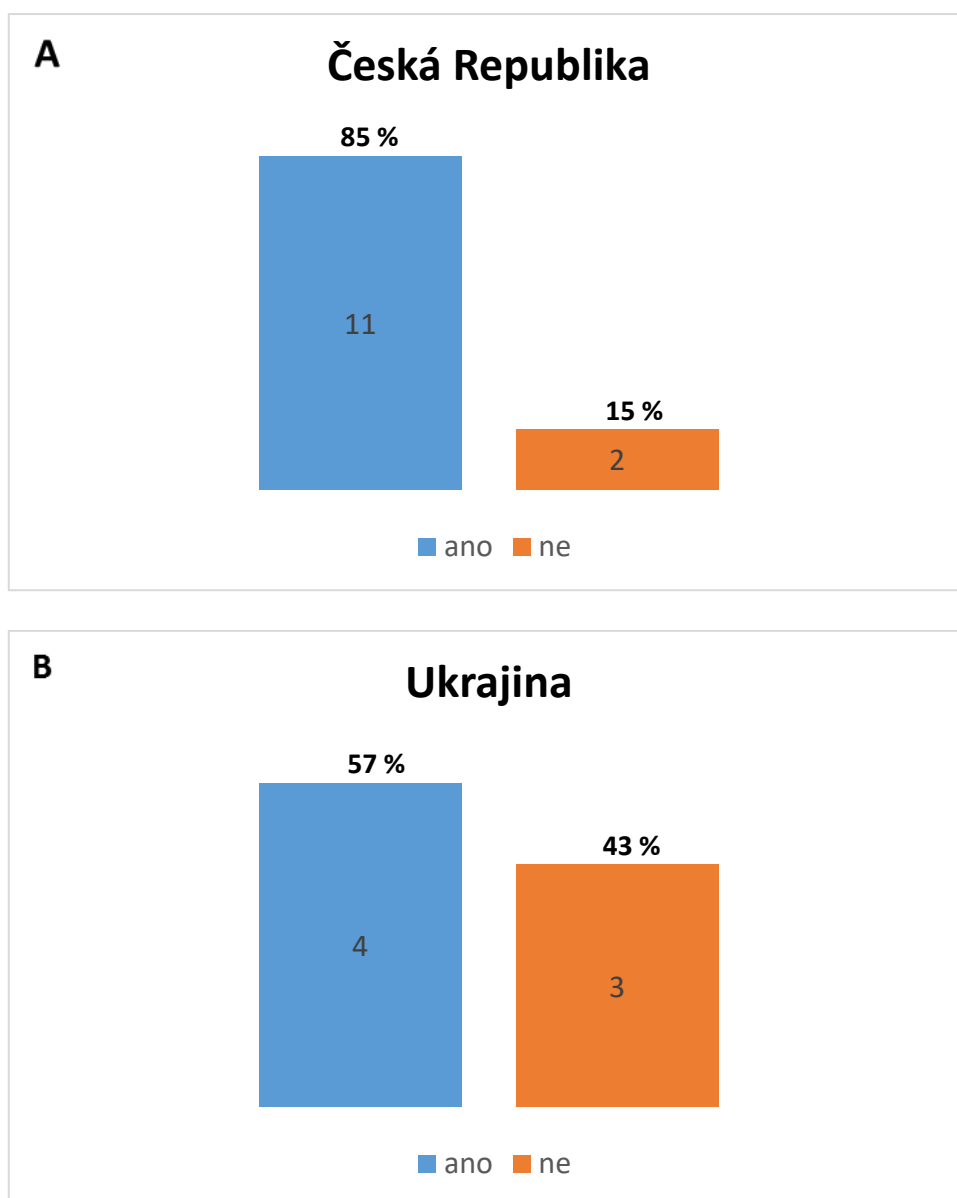 A
Česká Republika
85 %
11
15 %
2
ano ne
B
Ukrajina
57 %
4
43 %
3
ano ne